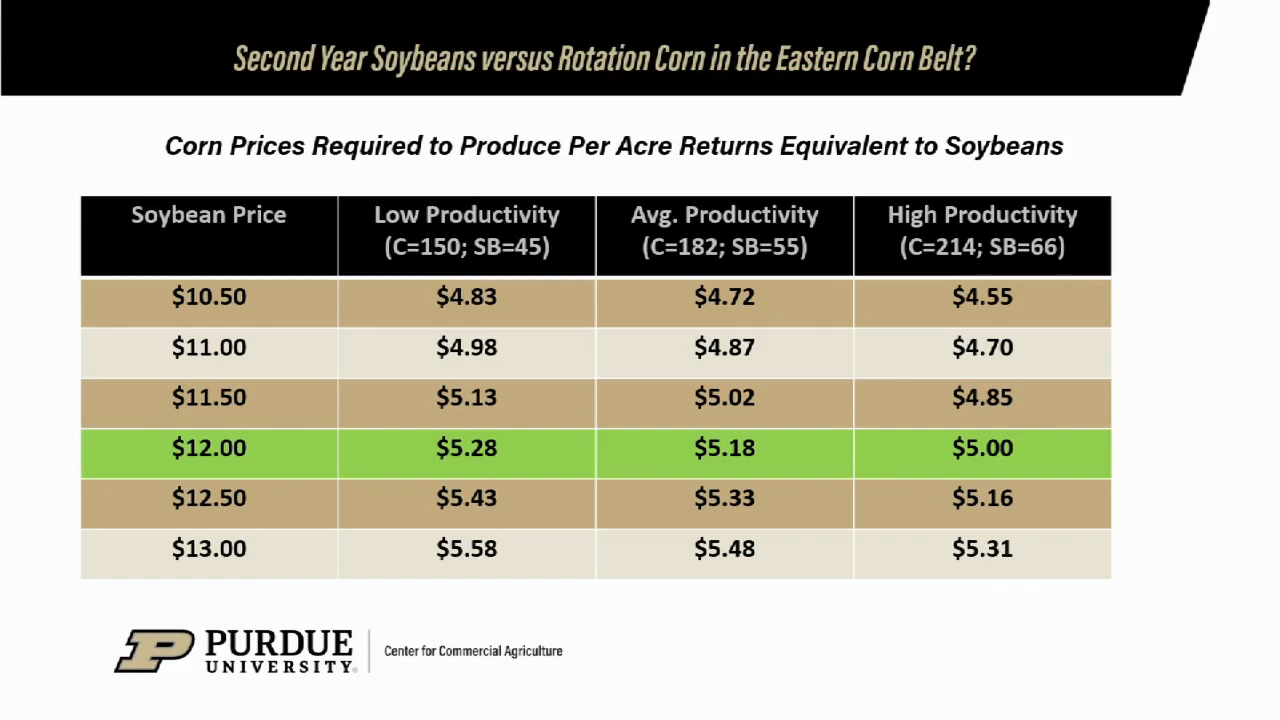 Second Year Soybeans versus Rotation Corn in the Eastern Corn Belt?
Corn Prices Required to Produce Per Acre Returns Equivalent to Soybeans
Soybean Price Low Productivity Avg. Productivity High Productivity
(C=150; SB=45) (C=182; SB=55) (C=214; SB=66)
$10.50 $4.83 $4.72 $4.55
$11.00 $4.98 $4.87 $4.70
$11.50 $5.13 $5.02 $4.85
$12.00 $5.28 $5.18 $5.00
$12.50 $5.43 $5.33 $5.16
$13.00 $5.58 $5.48 $5.31
P PURDUE
UNIVERSITY®
Center for Commercial Agriculture